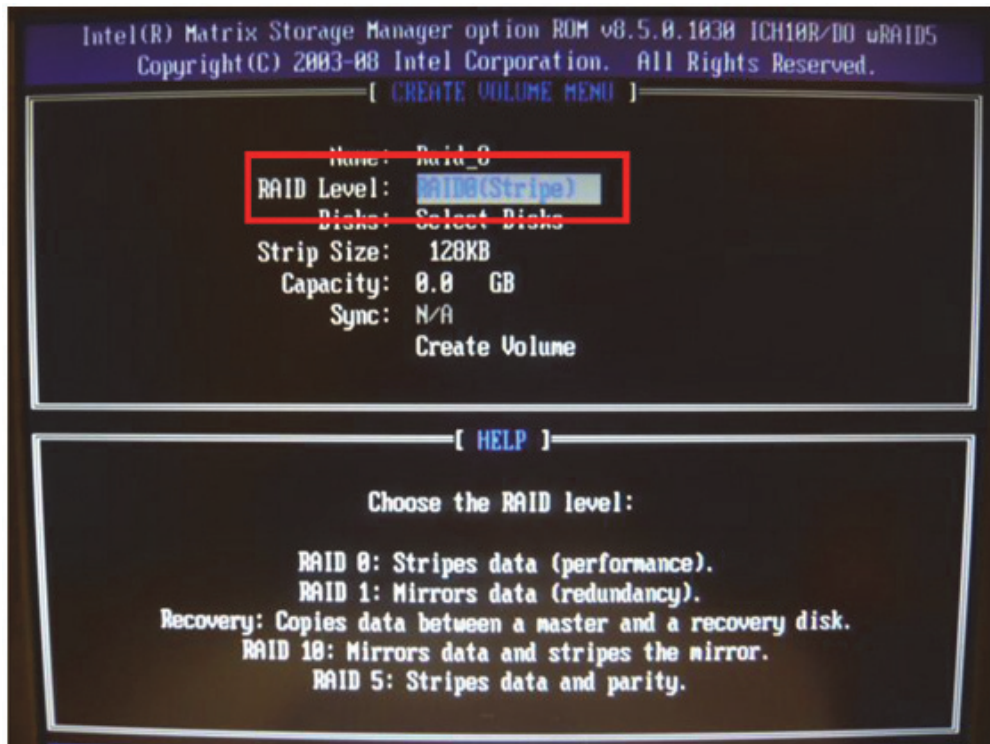 Intel(R) Matrix Storage Manager option ROM v8.5.0.1030 ICH10R/DO wRAID5
Copyright(C) 2003-08 Intel Corporation. All Rights Reserved.
[ CREATE VOLUME MENU ]
Name: Raid_0
RAID Level: RAID0(Stripe)
Disks: Select Disks
Strip Size: 128KB
Capacity: 0.0 GB
Sync: N/A
Create Volume
[ HELP ]
Choose the RAID level:
RAID 0: Stripes data (performance).
RAID 1: Mirrors data (redundancy).
Recovery: Copies data between a master and a recovery disk.
RAID 10: Mirrors data and stripes the mirror.
RAID 5: Stripes data and parity.